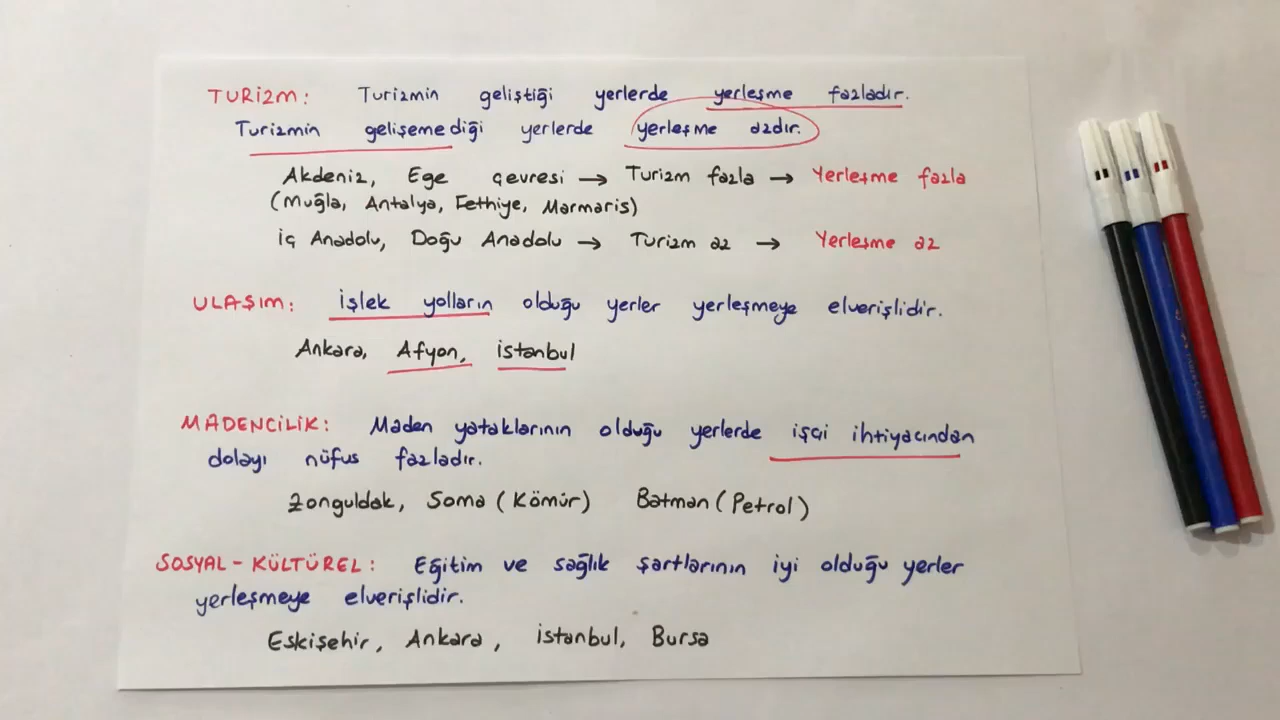 TURİZM: Turizmin geliştiği yerlerde yerleşme fazladır.
Turizmin gelişemediği yerlerde yerleşme azdır.
Akdeniz, Ege çevresi → Turizm fazla → Yerleşme fazla
(Muğla, Antalya, Fethiye, Marmaris)
İç Anadolu, Doğu Anadolu → Turizm az → Yerleşme az
ULAŞIM: İşlek yolların olduğu yerler yerleşmeye elverişlidir.
Ankara, Afyon, İstanbul
MADENCİLİK: Maden yataklarının olduğu yerlerde işçi ihtiyacından
dolayı nüfus fazladır.
Zonguldak, Soma (Kömür) Batman (Petrol)
SOSYAL-KÜLTÜREL: Eğitim ve sağlık şartlarının iyi olduğu yerler
yerleşmeye elverişlidir.
Eskişehir, Ankara, İstanbul, Bursa